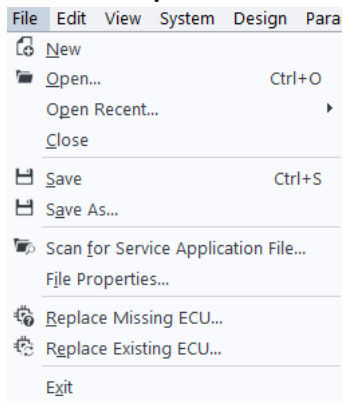 File Edit View System Design Para
New
Open... Ctrl+O
Open Recent...
Close
Save Ctrl+S
Save As...
Scan for Service Application File...
File Properties...
Replace Missing ECU...
Replace Existing ECU...
Exit